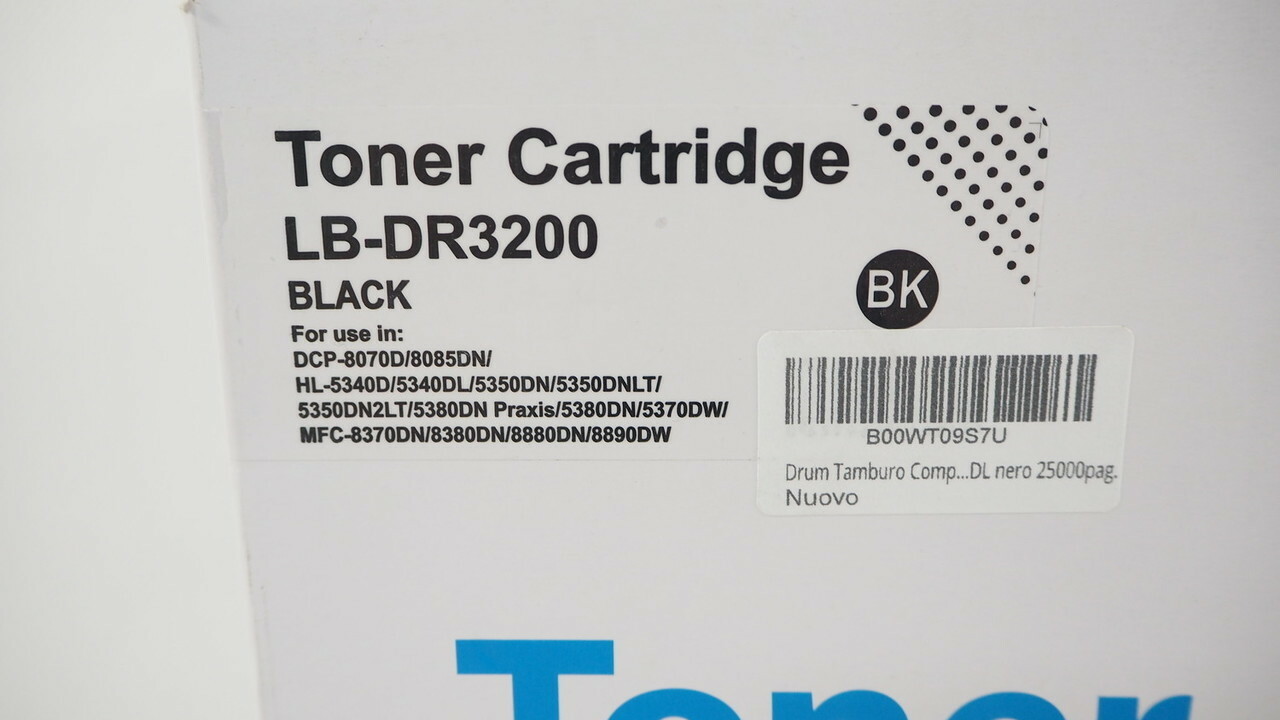 Toner Cartridge
LB-DR3200
BLACK
BK
For use in:
DCP-8070D/8085DN/
HL-5340D/5340DL/5350DN/5350DNLT/
5350DN2LT/5380DN Praxis/5380DN/5370DW/
MFC-8370DN/8380DN/8880DN/8890DW
B00WT09S7U
Drum Tamburo Comp...DL nero 25000pag.
Nuovo
Toner